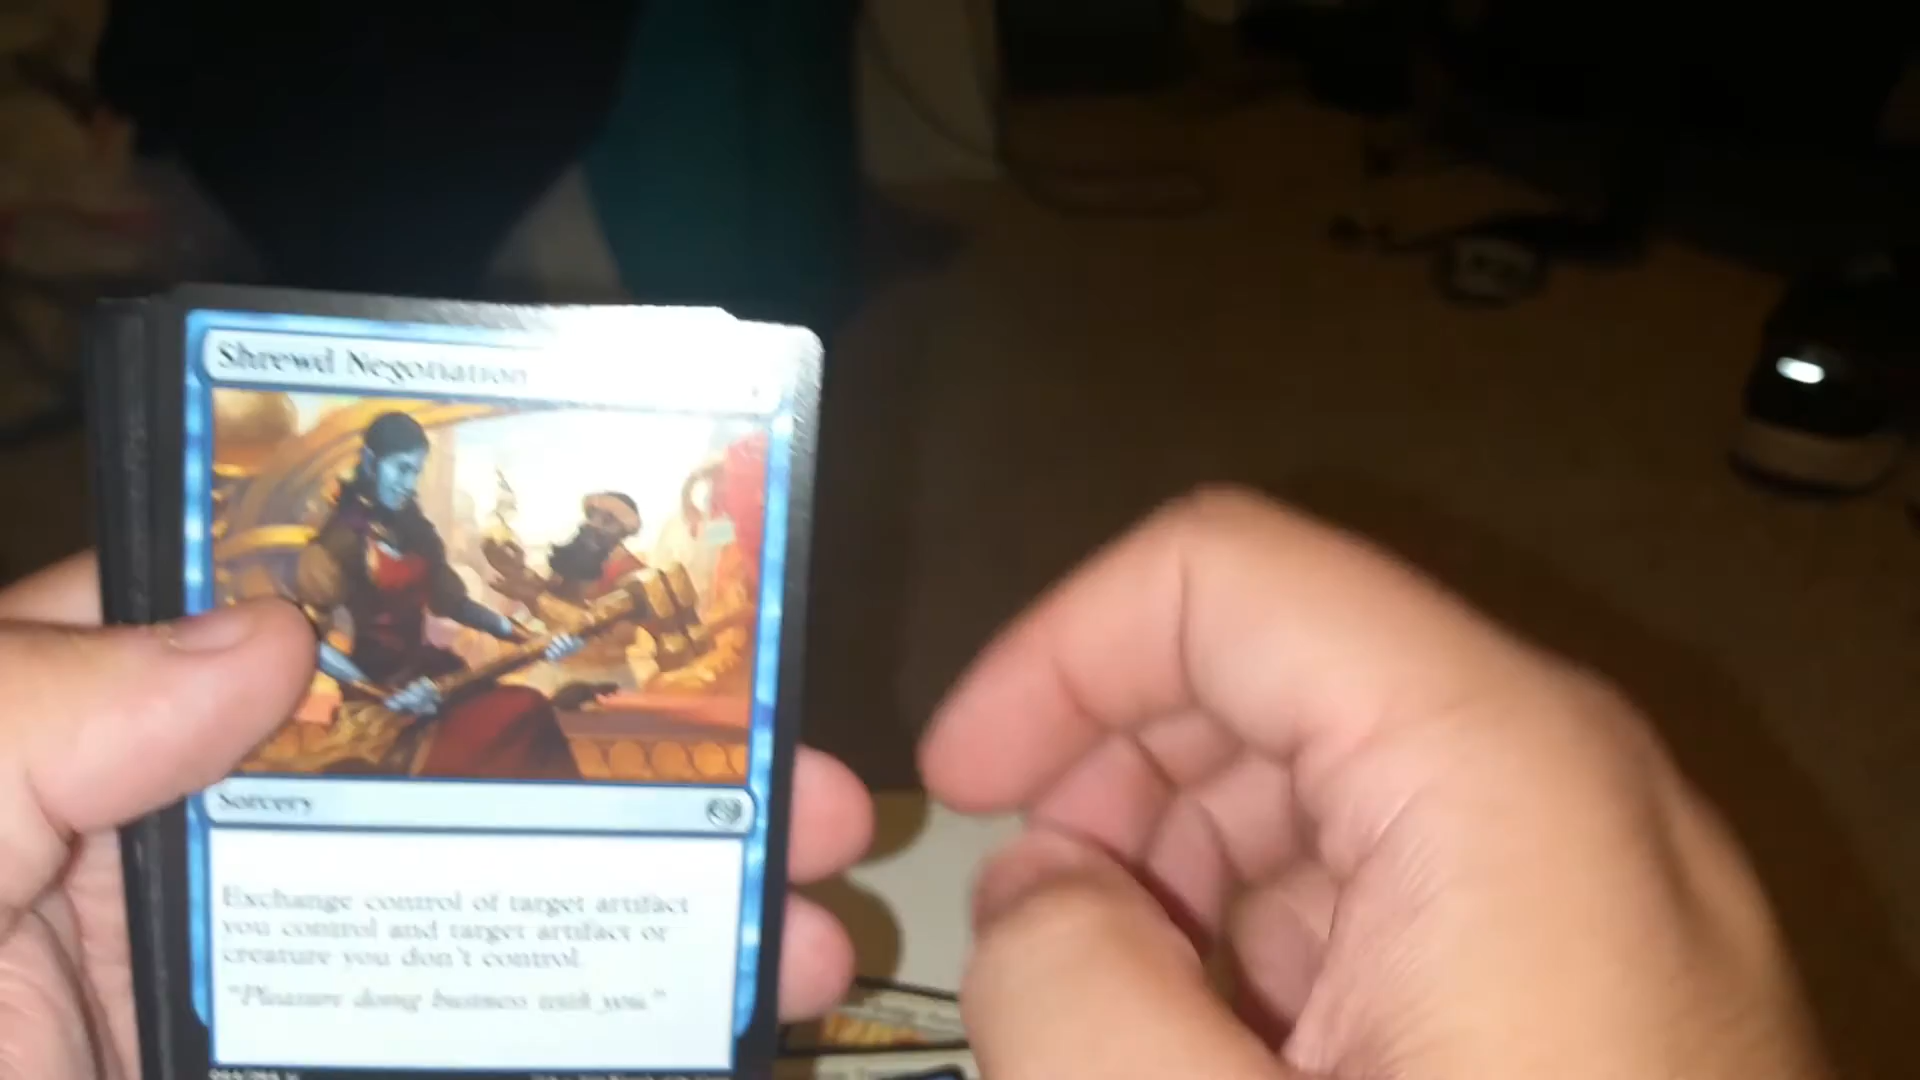 Shrewd Negotiation
Sorcery
Exchange control of target artifact
you control and target artifact or
creature you don't control.
"Pleasure doing business with you."